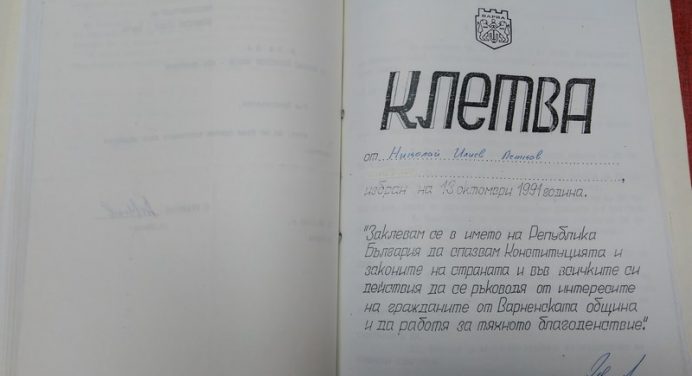 ВАРНА
КЛЕТВА
от Николай Илиев
избран на 13 октомври 1991 година.
"Заклевам се в името на Република
България да спазвам Конституцията и
законите на страната и във всичките си
действия да се ръководя от интересите
на гражданите от Варненската община
и да работя за тяхното благоденствие."